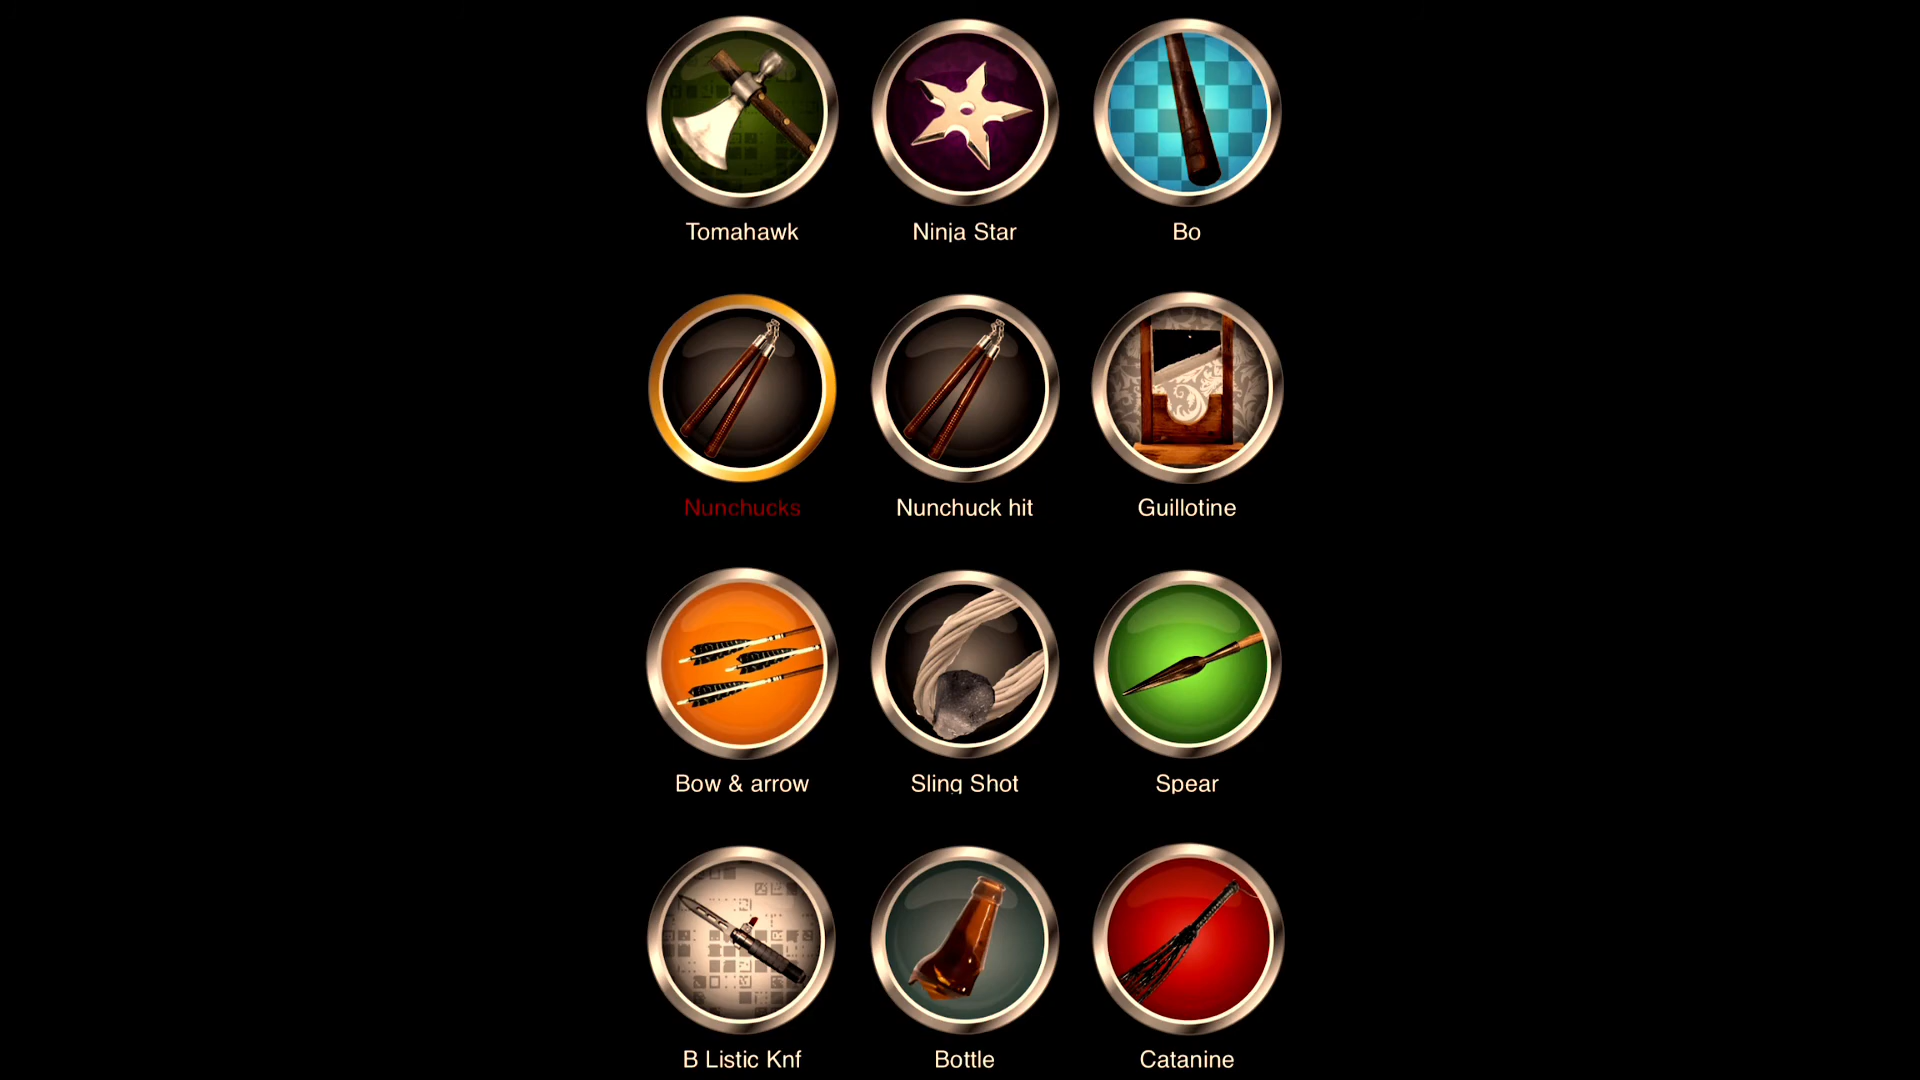 Tomahawk
Ninja Star
Bo
Nunchucks
Nunchuck hit
Guillotine
Bow & arrow
Sling Shot
Spear
B Listic Knf
Bottle
Catanine